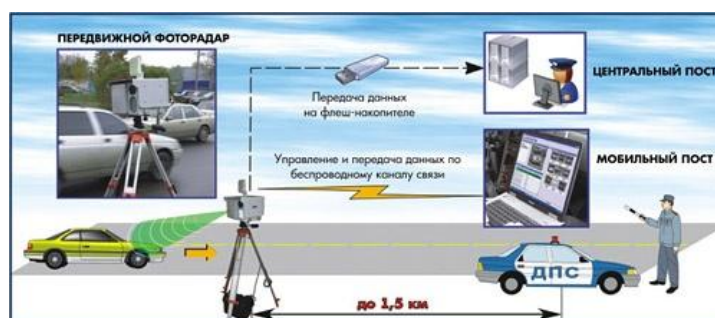 ПЕРЕДВИЖНОЙ ФОТОРАДАР
Передача данных
на флеш-накопителе
ЦЕНТРАЛЬНЫЙ ПОСТ
Управление и передача данных по
беспроводному каналу связи
МОБИЛЬНЫЙ ПОСТ
ДПС
до 1,5 км